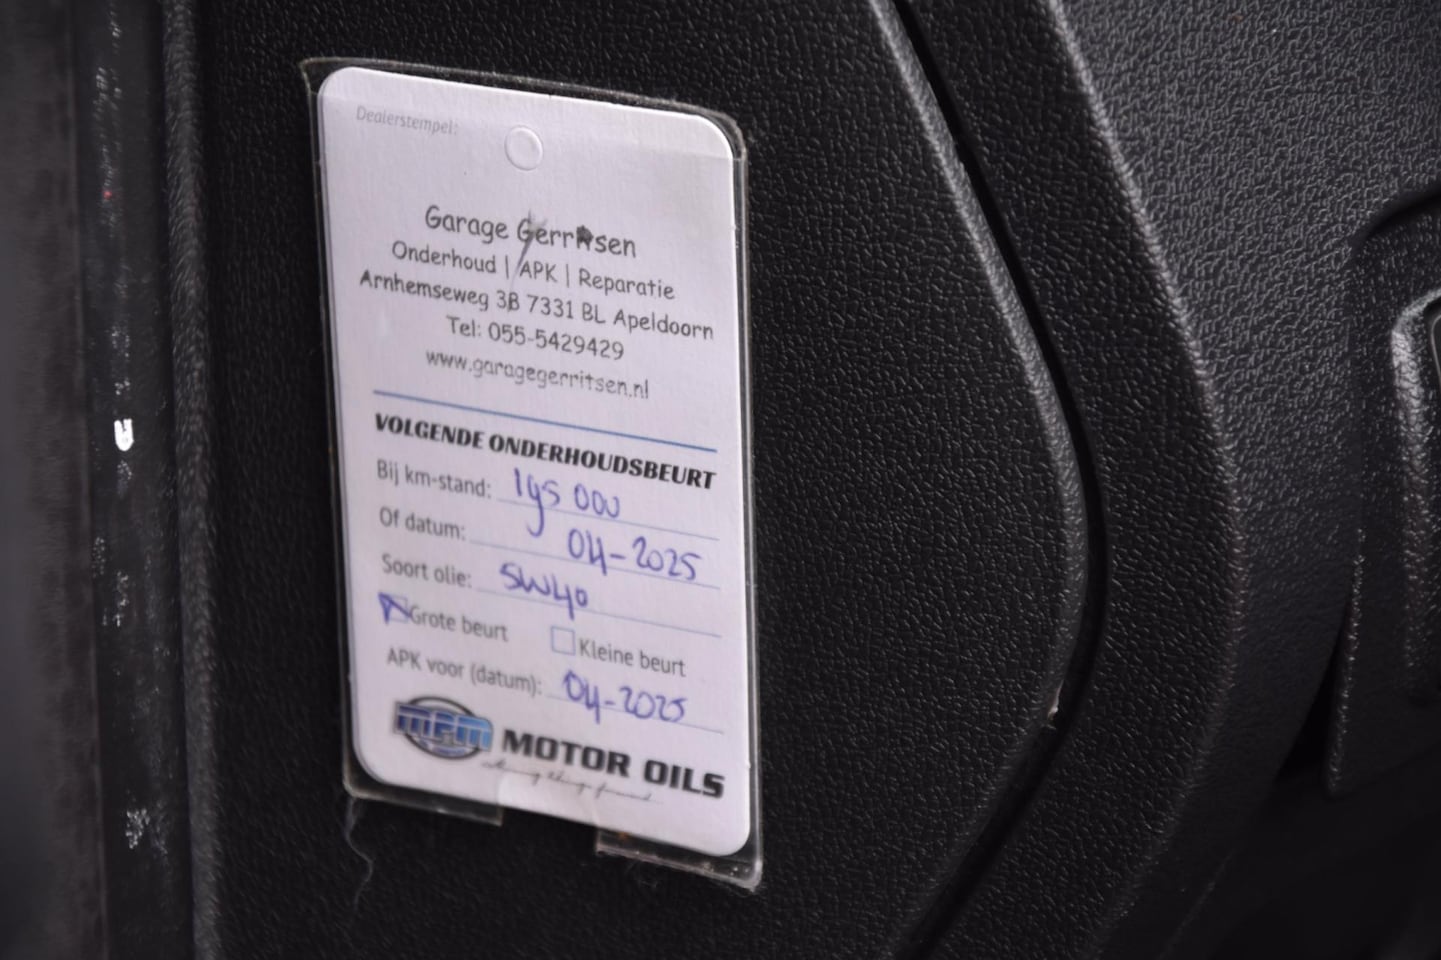 Dealerstempel:
Garage Gerritsen
Onderhoud | APK | Reparatie
Arnhemseweg 3B 7331 BL Apeldoorn
Tel: 055-5429429
www.garagegerritsen.nl
VOLGENDE ONDERHOUDSBEURT
Bij km-stand: 195 000
Of datum: 04-2025
Soort olie: 5W40
Grote beurt Kleine beurt
APK voor (datum): 04-2025
MPM MOTOR OILS